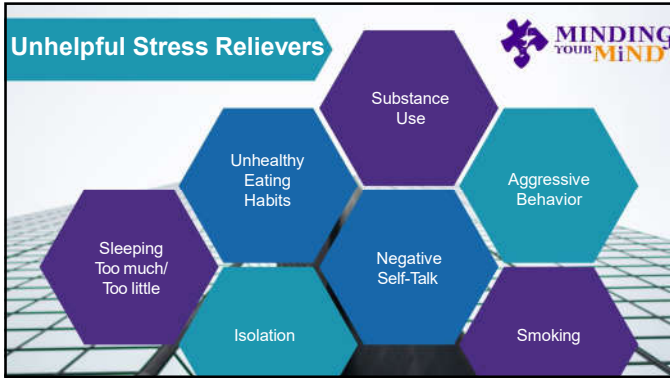 Unhelpful Stress Relievers
MINDING
YOUR MiND
Substance
Use
Unhealthy
Eating
Habits
Aggressive
Behavior
Sleeping
Too much/
Too little
Negative
Self-Talk
Isolation
Smoking